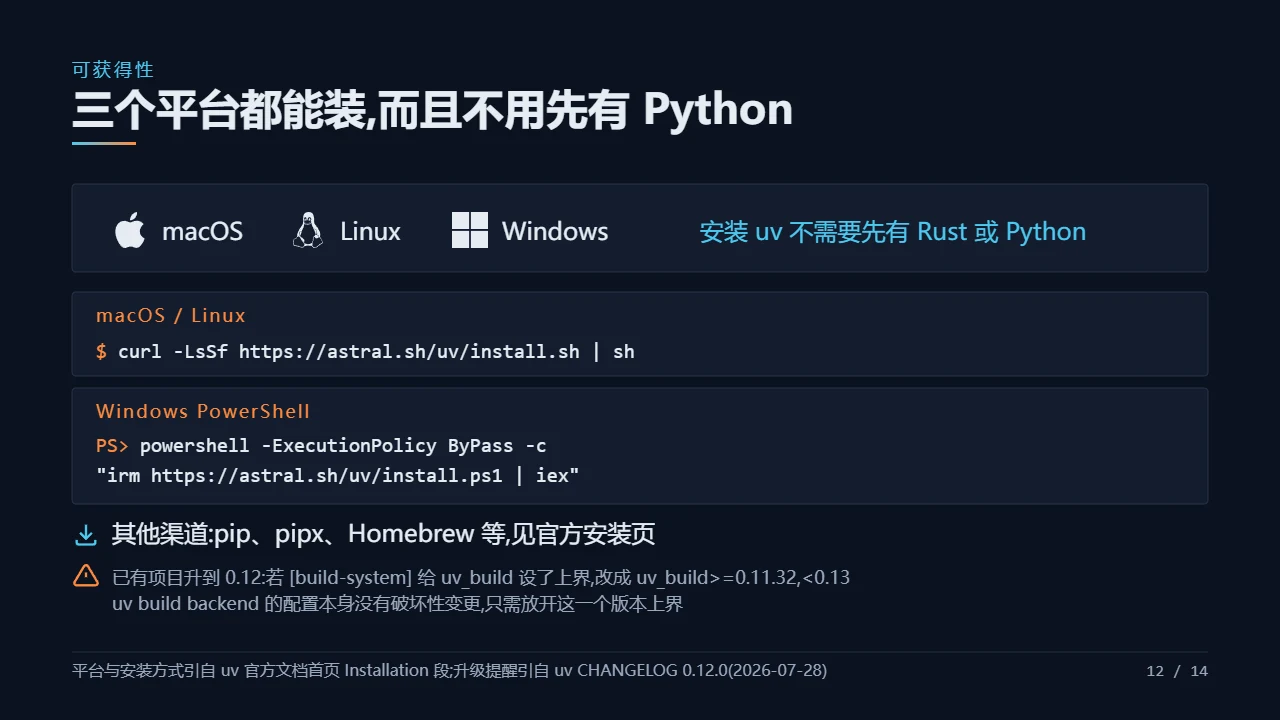 可获得性
三个平台都能装,而且不用先有 Python
macOS
Linux
Windows
安装 uv 不需要先有 Rust 或 Python
macOS / Linux
$ curl -LsSf https://astral.sh/uv/install.sh | sh
Windows PowerShell
PS> powershell -ExecutionPolicy ByPass -c
"irm https://astral.sh/uv/install.ps1 | iex"
其他渠道:pip、pipx、Homebrew 等,见官方安装页
已有项目升到 0.12:若 [build-system] 给 uv_build 设了上界,改成 uv_build>=0.11.32,<0.13
uv build backend 的配置本身没有破坏性变更,只需放开这一个版本上界
平台与安装方式引自 uv 官方文档首页 Installation 段;升级提醒引自 uv CHANGELOG 0.12.0(2026-07-28)
12 / 14